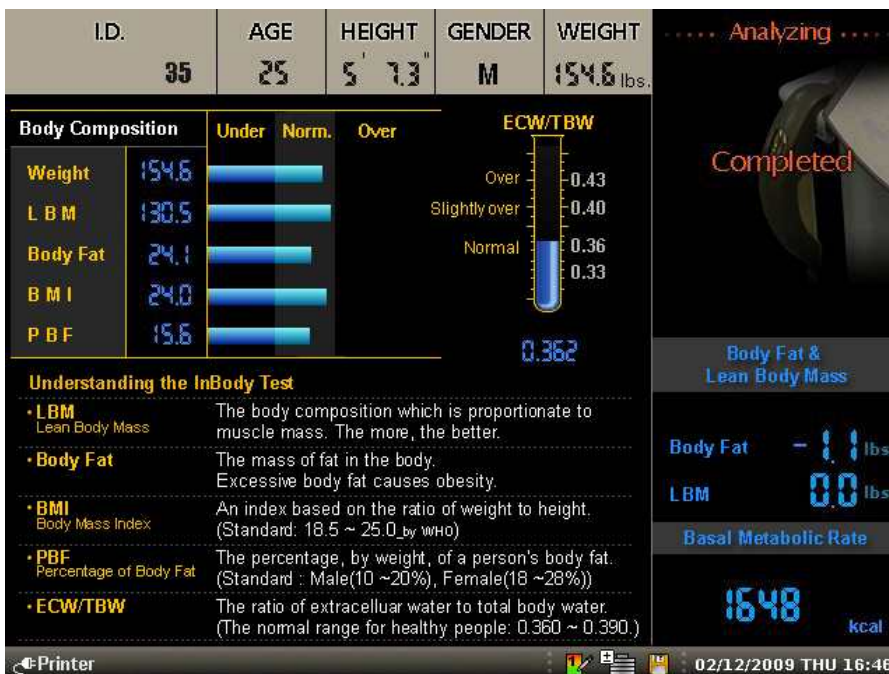 I.D. AGE HEIGHT GENDER WEIGHT
35 25 5' 7.3" M 154.6 lbs.
Body Composition Under Norm. Over
Weight 154.6
LBM 130.5
Body Fat 24.1
BMI 24.0
PBF 15.6
ECW/TBW
Over 0.43
Slightly over 0.40
Normal 0.36
0.33
0.362
Understanding the InBody Test
•LBM The body composition which is proportionate to
Lean Body Mass muscle mass. The more, the better.
•Body Fat The mass of fat in the body.
Excessive body fat causes obesity.
•BMI An index based on the ratio of weight to height.
Body Mass Index (Standard: 18.5 ~ 25.0_by WHO)
•PBF The percentage, by weight, of a person's body fat.
Percentage of Body Fat (Standard : Male(10 ~20%), Female(18 ~28%))
•ECW/TBW The ratio of extracelluar water to total body water.
(The normal range for healthy people: 0.360 ~ 0.390.)
····· Analyzing ·····
Completed
Body Fat &
Lean Body Mass
Body Fat -1.1 lbs
LBM 0.0 lbs
Basal Metabolic Rate
1648
kcal
Printer 02/12/2009 THU 16:46